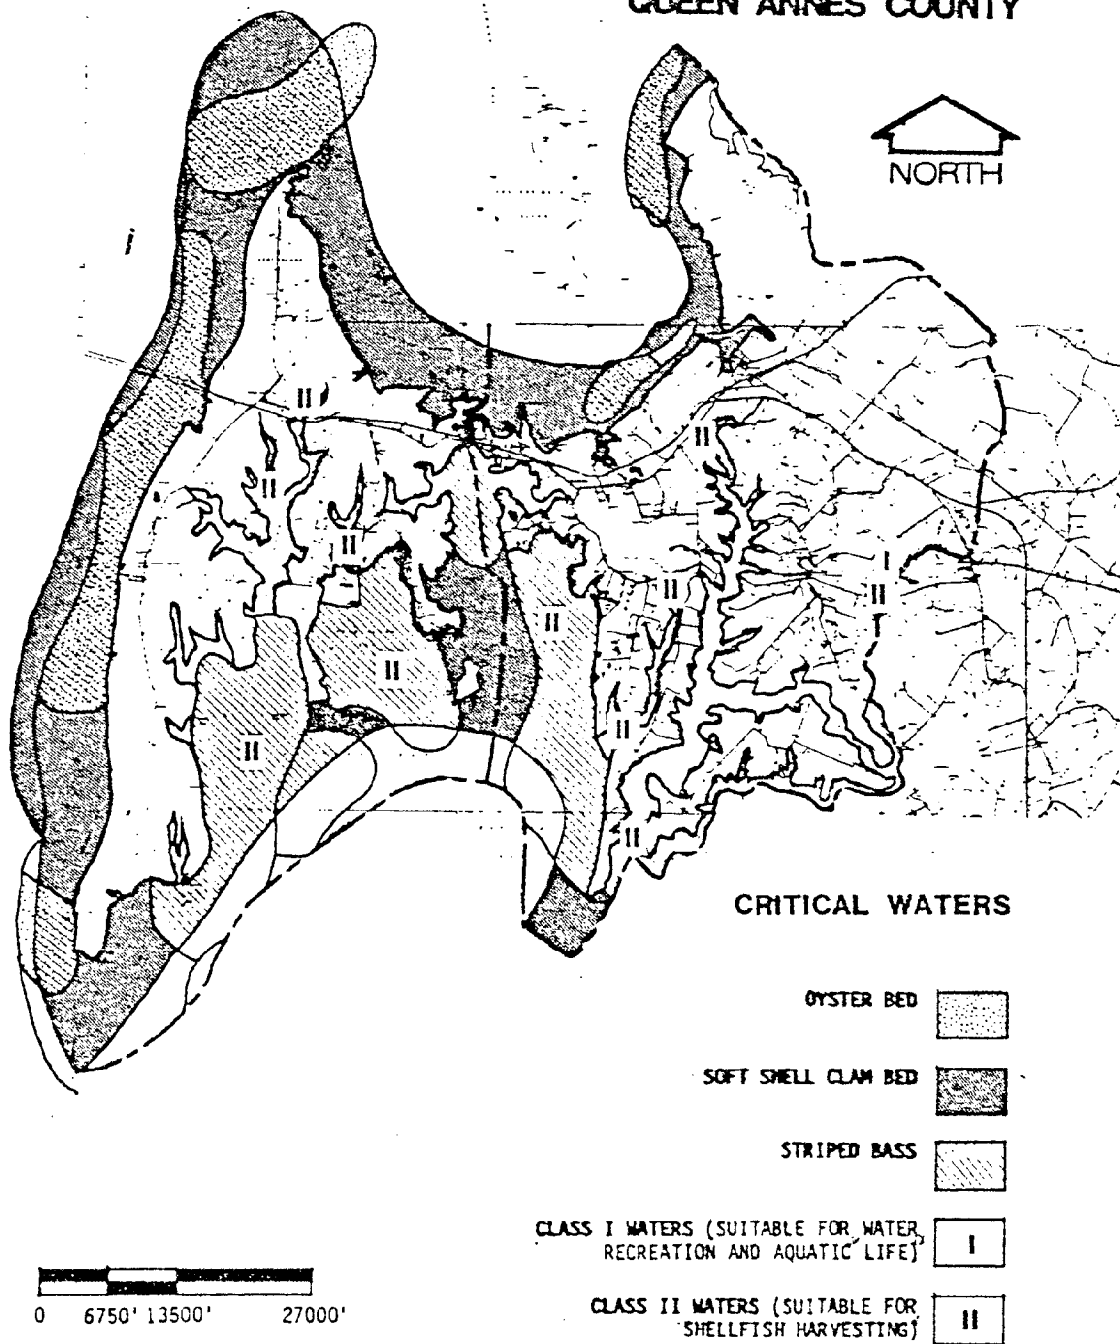 QUEEN ANNES COUNTY
NORTH
II
II
II
II
I
II
II
II
II
II
II
II
CRITICAL WATERS
OYSTER BED
SOFT SHELL CLAM BED
STRIPED BASS
CLASS I WATERS (SUITABLE FOR WATER
RECREATION AND AQUATIC LIFE)
I
CLASS II WATERS (SUITABLE FOR
SHELLFISH HARVESTING)
II
0 6750' 13500' 27000'